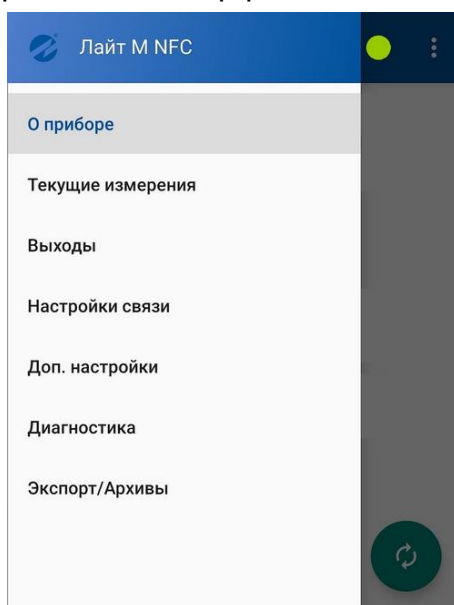 Лайт М NFC
О приборе
Текущие измерения
Выходы
Настройки связи
Доп. настройки
Диагностика
Экспорт/Архивы